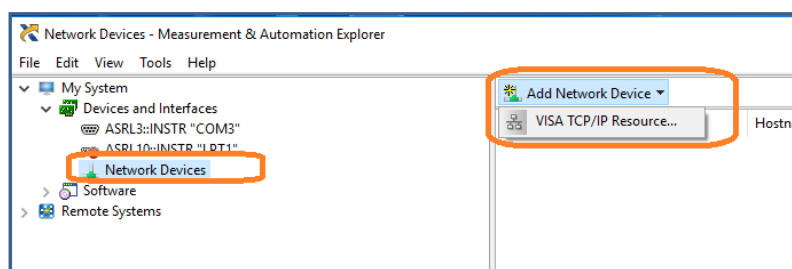 Network Devices - Measurement & Automation Explorer
File Edit View Tools Help
My System
Devices and Interfaces
ASRL3::INSTR "COM3"
ASRL10::INSTR "LPT1"
Network Devices
Software
Remote Systems
Add Network Device
VISA TCP/IP Resource...